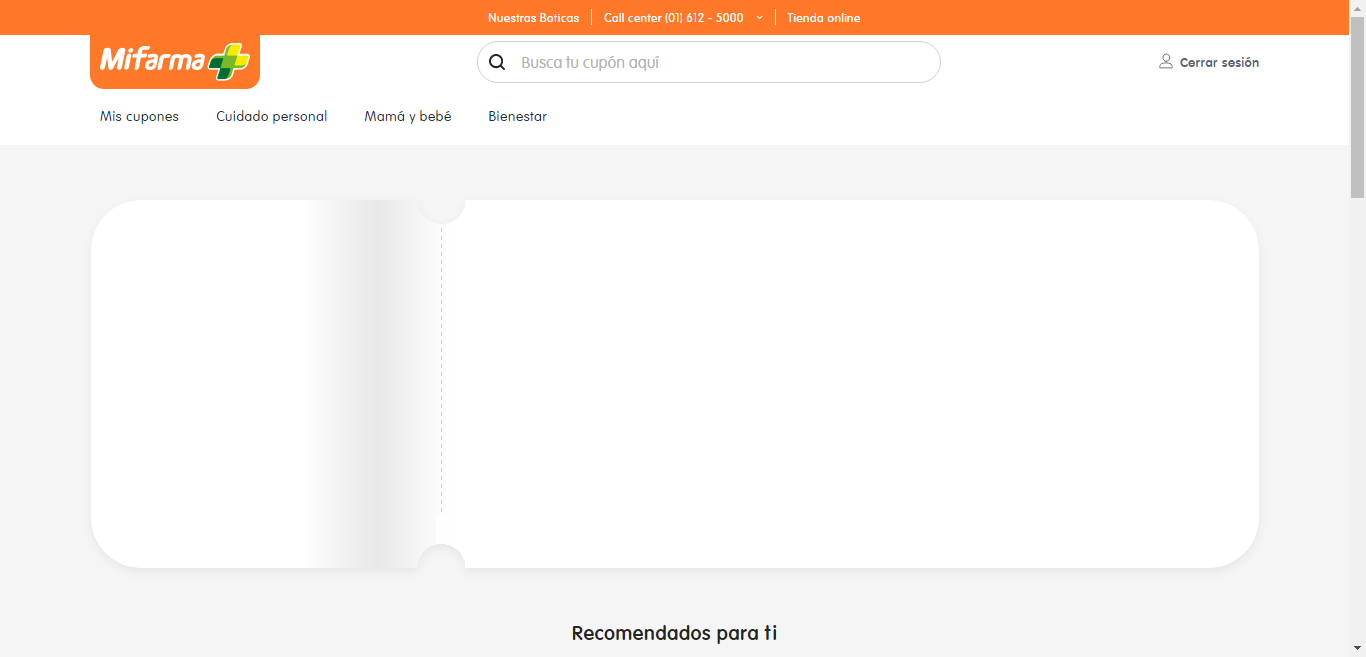 Nuestras Boticas
Call center (01) 612 - 5000
Tienda online
Mifarma
Busca tu cupón aquí
Cerrar sesión
Mis cupones
Cuidado personal
Mamá y bebé
Bienestar
Recomendados para ti